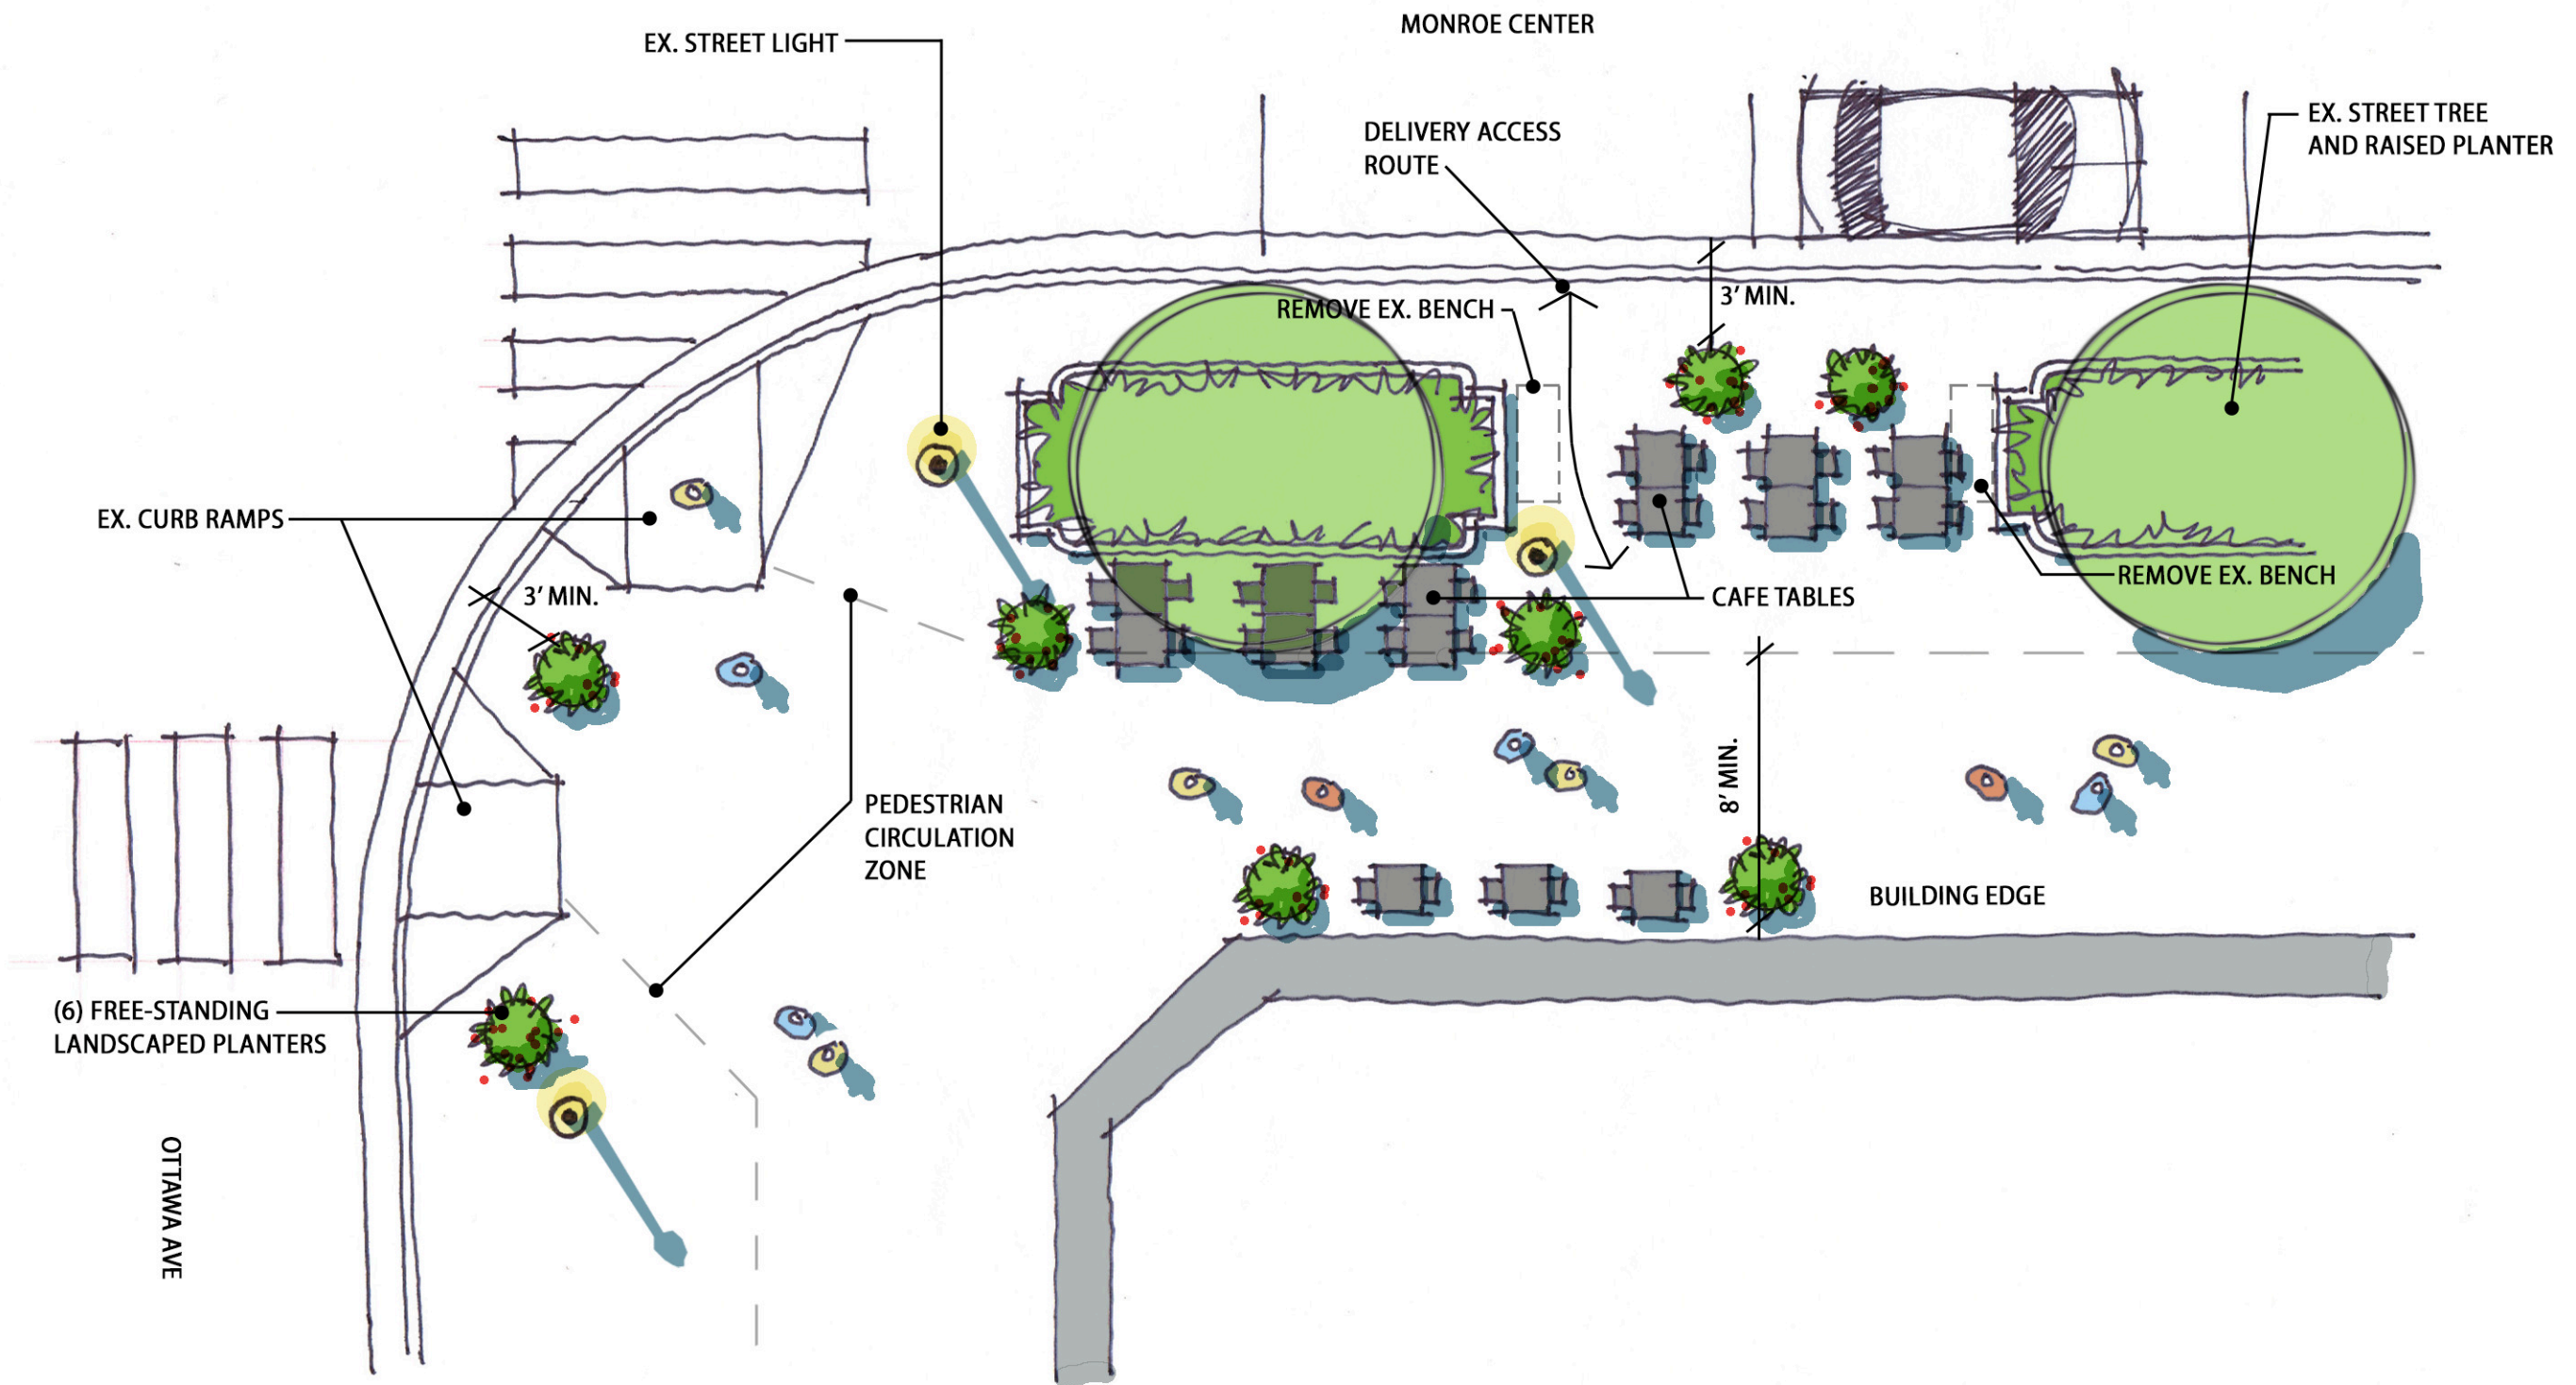 MONROE CENTER
EX. STREET LIGHT
DELIVERY ACCESS
ROUTE
EX. STREET TREE
AND RAISED PLANTER
REMOVE EX. BENCH
3' MIN.
EX. CURB RAMPS
3' MIN.
CAFE TABLES
REMOVE EX. BENCH
8' MIN.
PEDESTRIAN
CIRCULATION
ZONE
BUILDING EDGE
(6) FREE-STANDING
LANDSCAPED PLANTERS
OTTAWA AVE